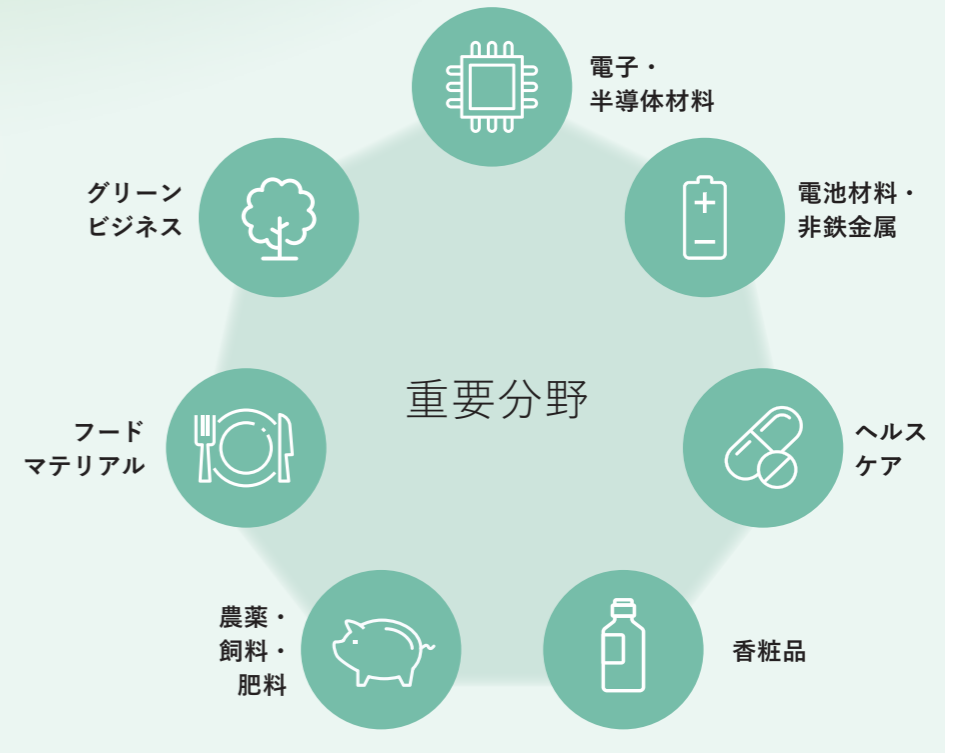 電子・
半導体材料
グリーン
ビジネス
電池材料・
非鉄金属
重要分野
フード
マテリアル
ヘルス
ケア
農薬・
飼料・
肥料
香粧品